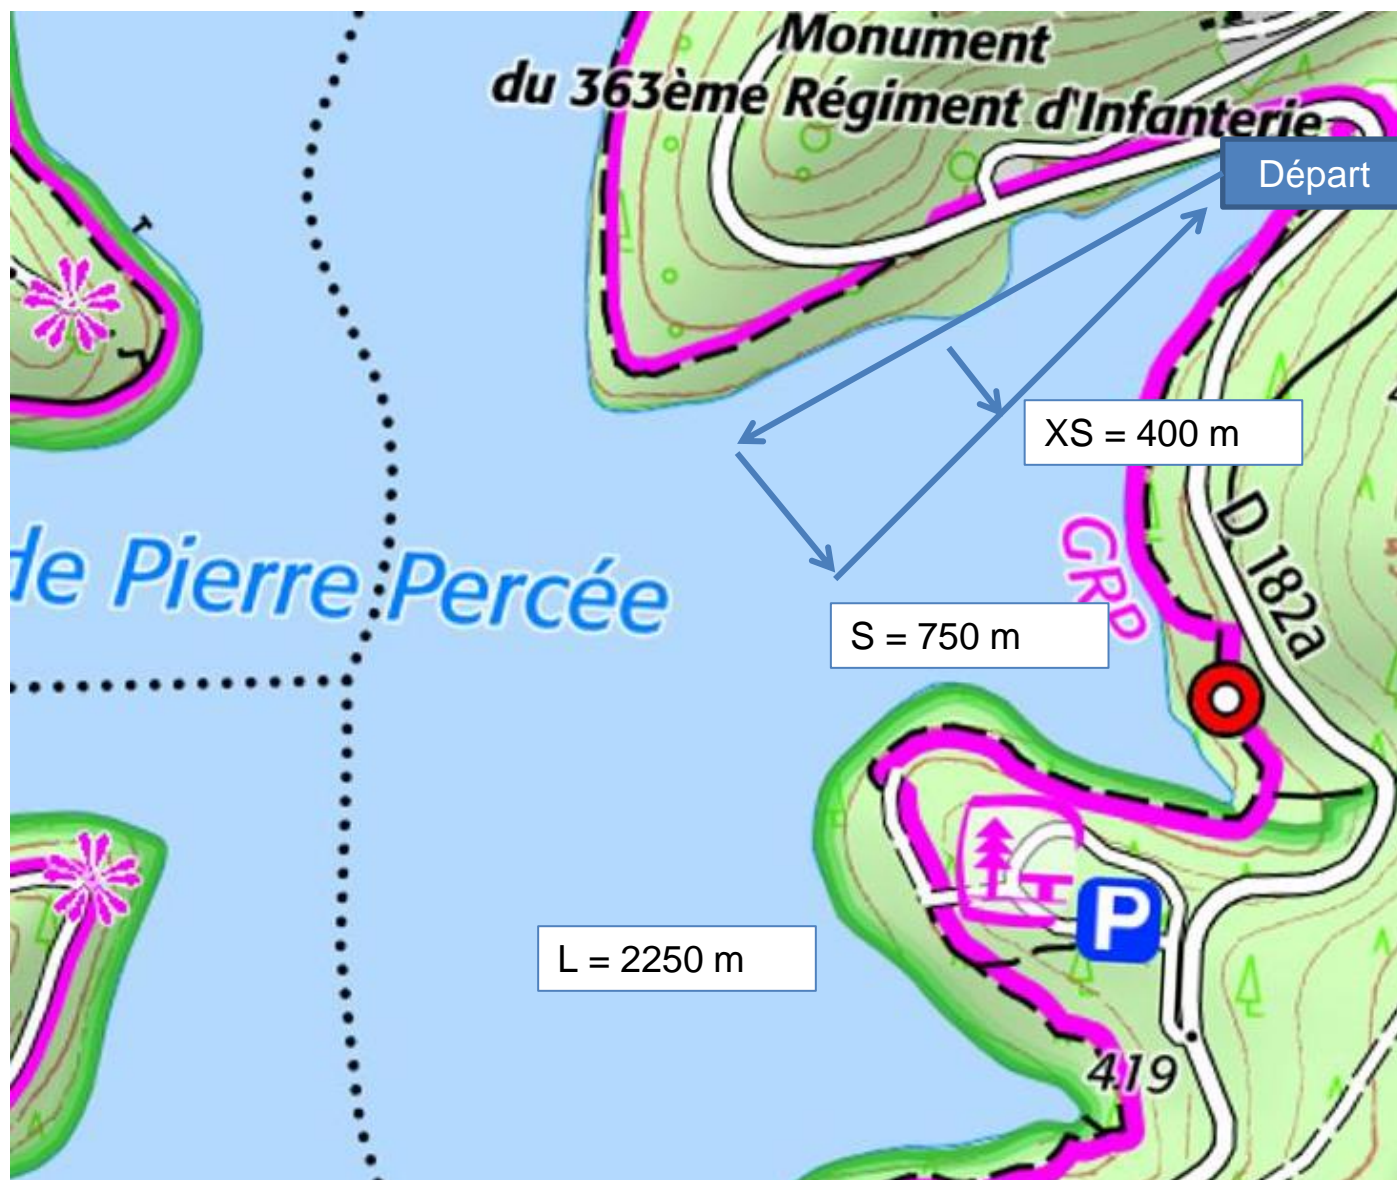 Monument
du 363ème Régiment d'Infanterie
Départ
XS = 400 m
D 182a
GRP
de Pierre Percée
S = 750 m
P
L = 2250 m
419